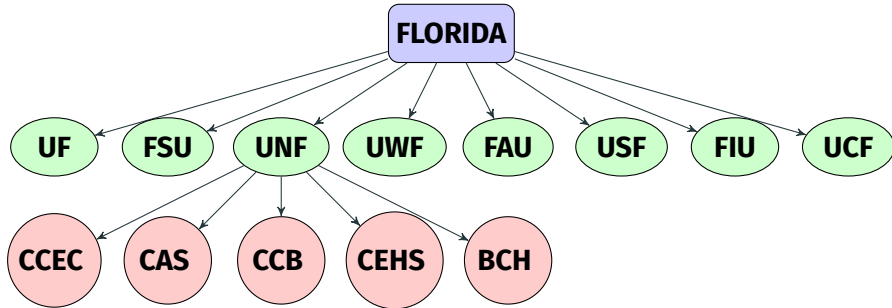 FLORIDA
UF FSU UNF UWF FAU USF FIU UCF
CCEC CAS CCB CEHS BCH